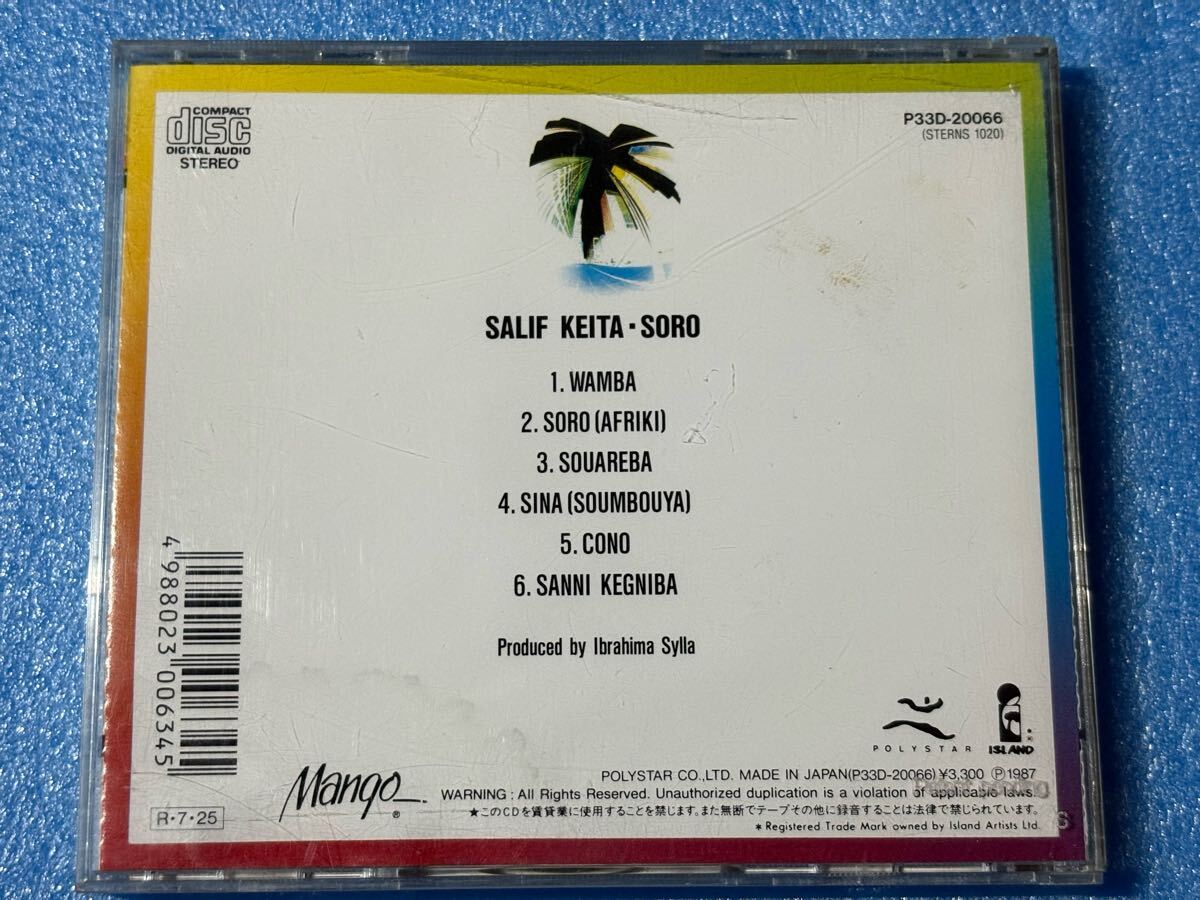 COMPACT
disc
DIGITAL AUDIO
STEREO
P33D-20066
(STERNS 1020)
SALIF KEITA・SORO
1. WAMBA
2. SORO (AFRIKI)
3. SOUAREBA
4. SINA (SOUMBOUYA)
5. CONO
6. SANNI KEGNIBA
Produced by Ibrahima Sylla
4 988023 006345
POLYSTAR
ISLAND
Mango
R・7・25
POLYSTAR CO.,LTD. MADE IN JAPAN(P33D-20066)¥3,300 Ⓟ1987
WARNING : All Rights Reserved. Unauthorized duplication is a violation of applicable laws.
★このCDを賃貸業に使用することを禁じます。また無断でテープその他に録音することは法律で禁じられています。
* Registered Trade Mark owned by Island Artists Ltd.